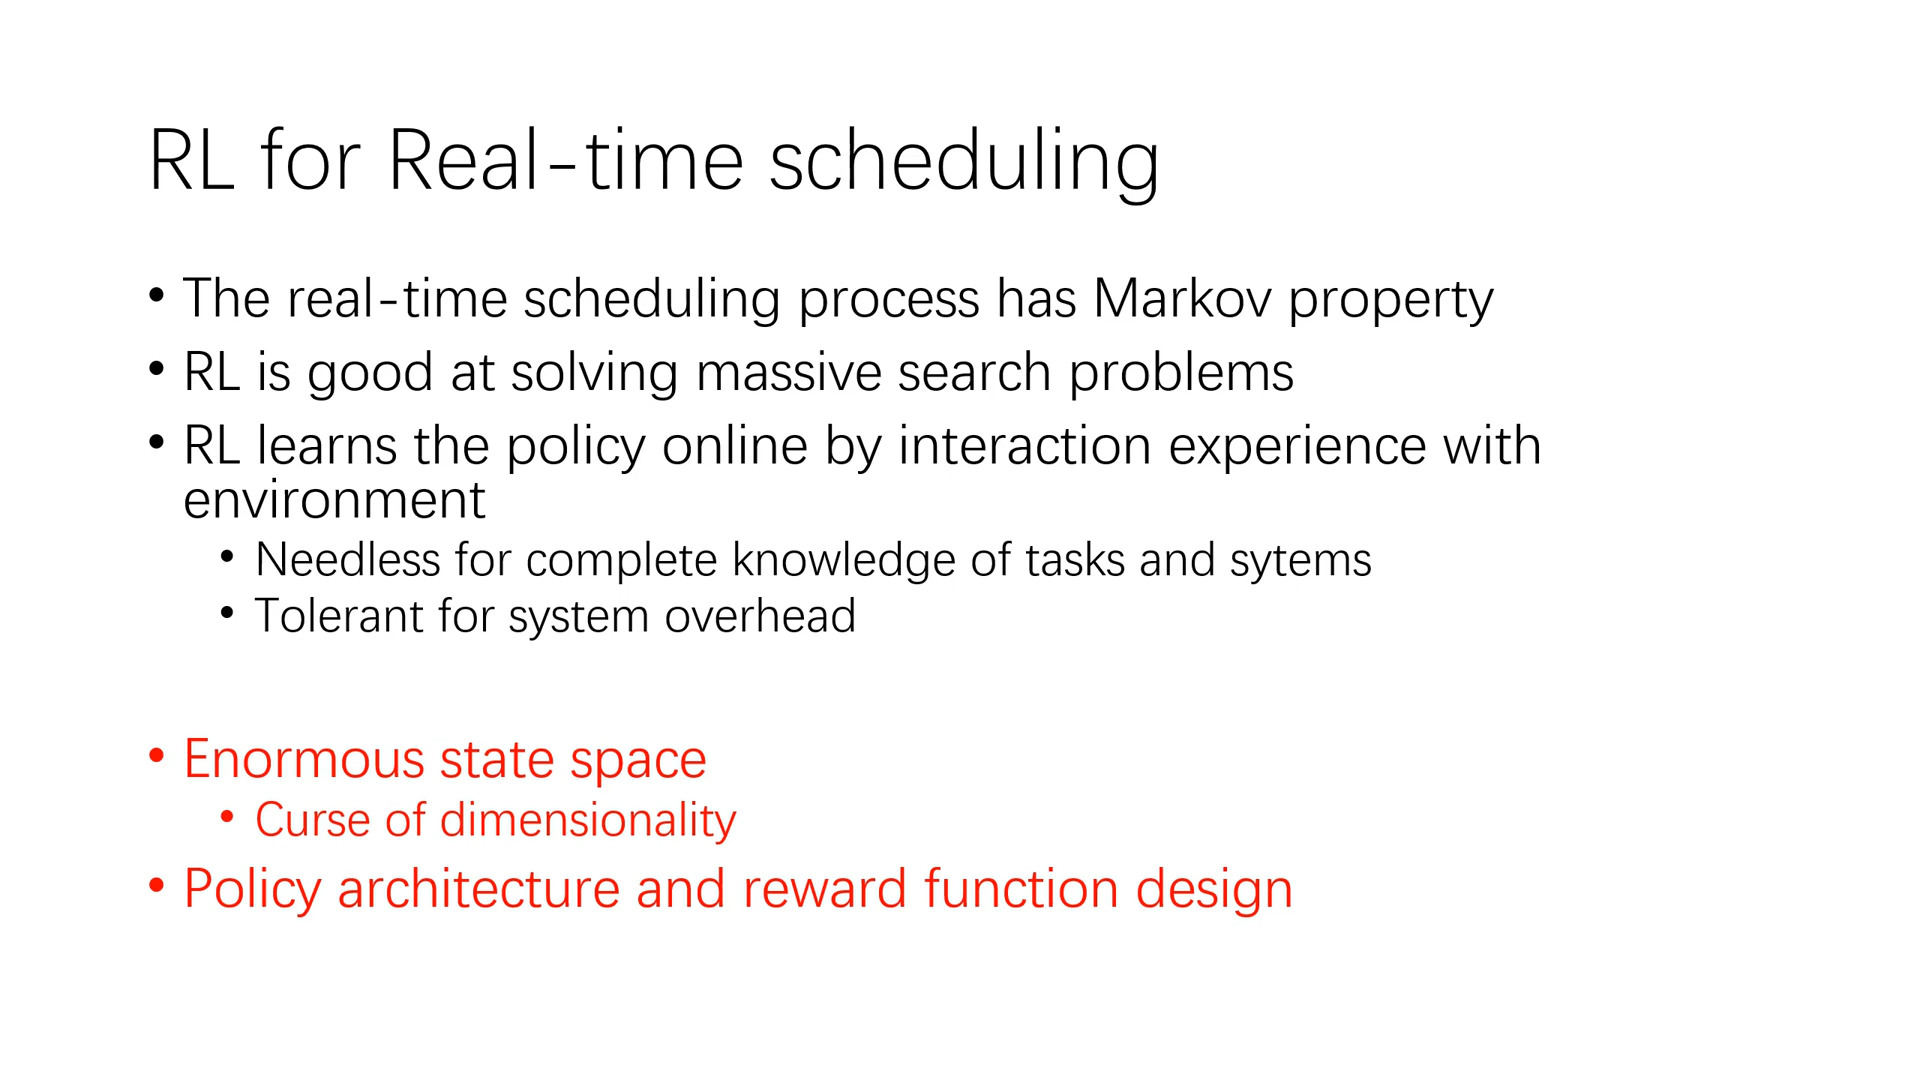 RL for Real-time scheduling
• The real-time scheduling process has Markov property
• RL is good at solving massive search problems
• RL learns the policy online by interaction experience with
environment
• Needless for complete knowledge of tasks and sytems
• Tolerant for system overhead
• Enormous state space
• Curse of dimensionality
• Policy architecture and reward function design